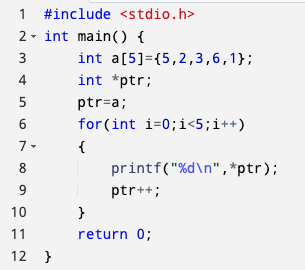 1 #include <stdio.h>
2 int main() {
3     int a[5]={5,2,3,6,1};
4     int *ptr;
5     ptr=a;
6     for(int i=0;i<5;i++)
7     {
8         printf("%d\n",*ptr);
9         ptr++;
10     }
11     return 0;
12 }